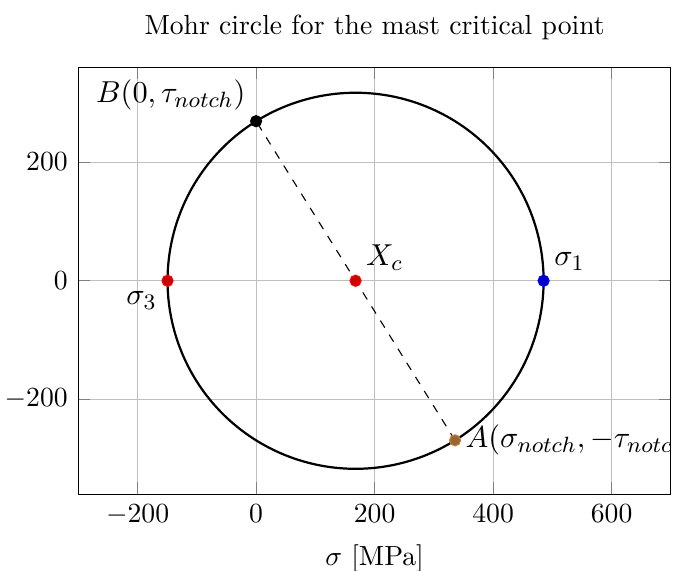 Mohr circle for the mast critical point
B(0, τ_notch)
200
X_c
σ_1
0
σ_3
−200
A(σ_notch, −τ_notc
−200 0 200 400 600
σ [MPa]